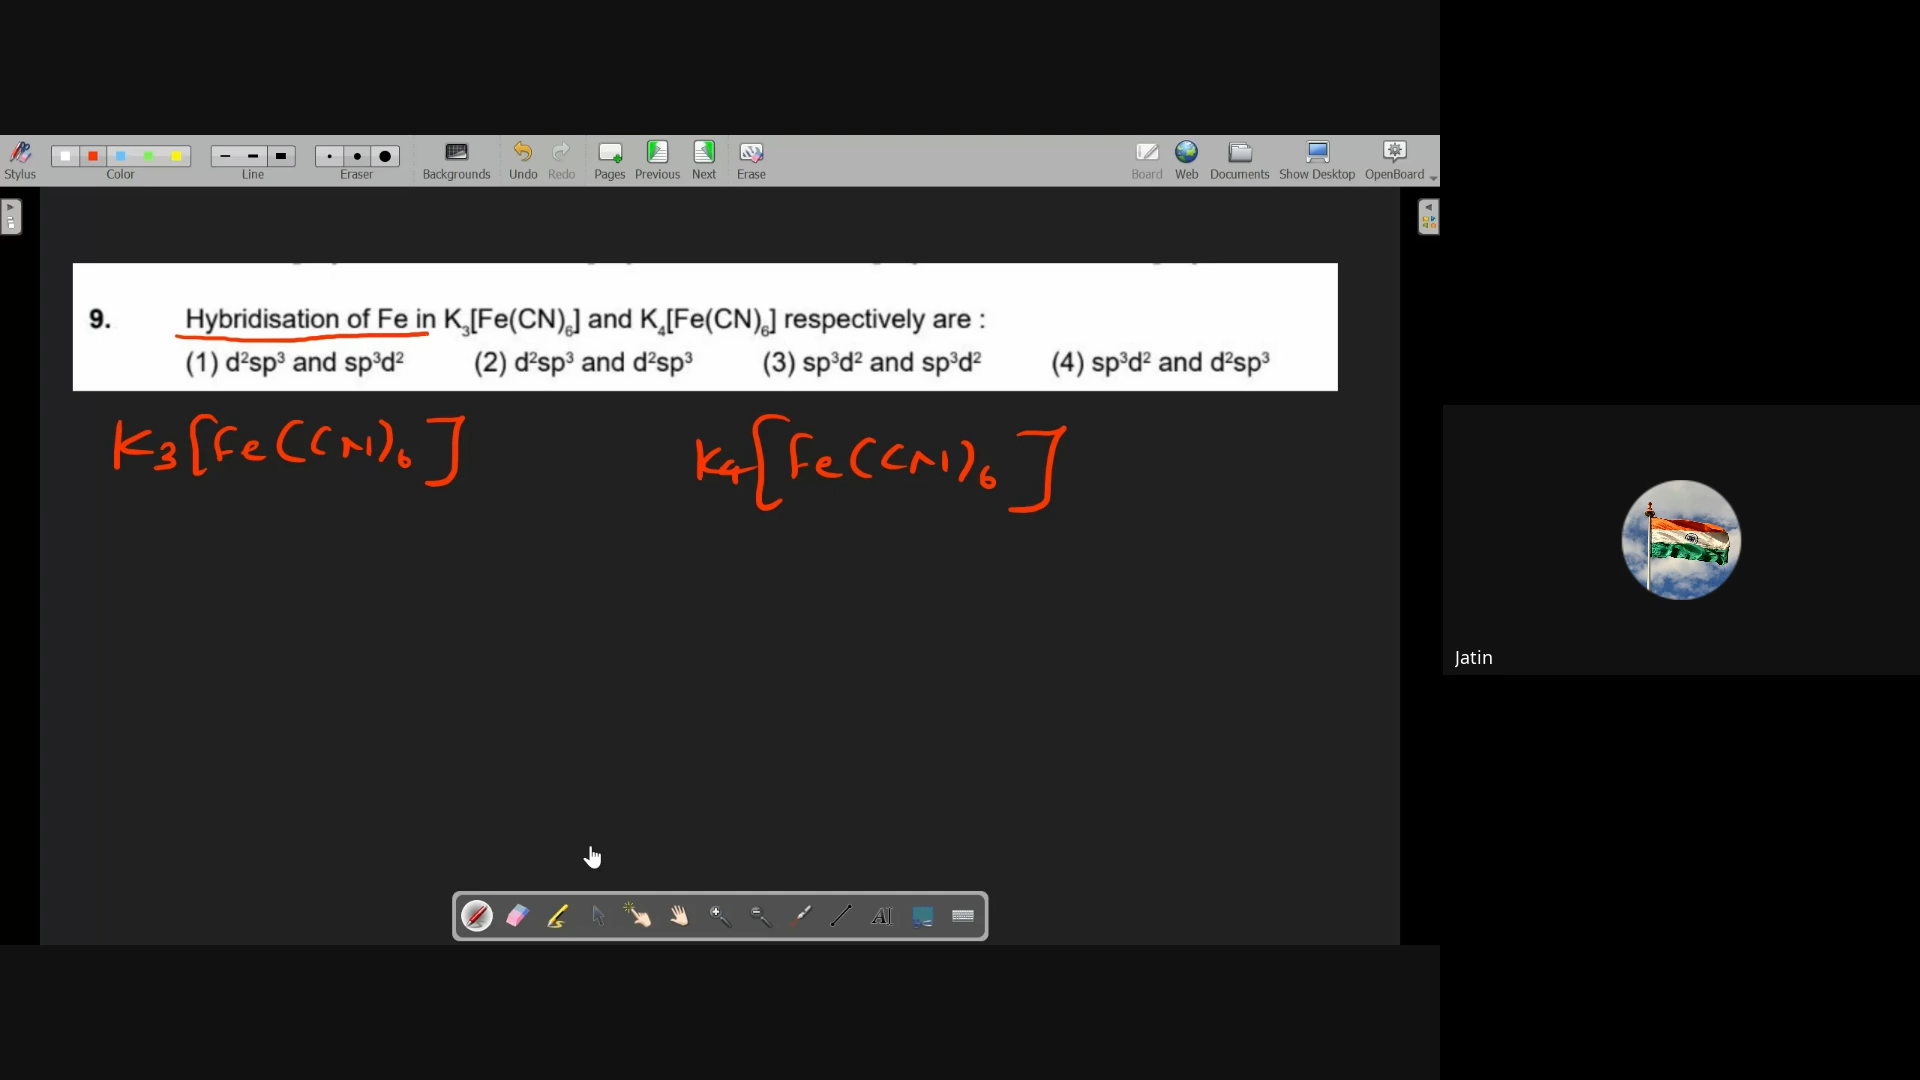 Stylus Color Line Eraser Backgrounds Undo Redo Pages Previous Next Erase Board Web Documents Show Desktop OpenBoard
9. Hybridisation of Fe in K₃[Fe(CN)₆] and K₄[Fe(CN)₆] respectively are :
(1) d²sp³ and sp³d² (2) d²sp³ and d²sp³ (3) sp³d² and sp³d² (4) sp³d² and d²sp³
K₃[Fe(CN)₆] K₄[Fe(CN)₆]
Jatin
AI